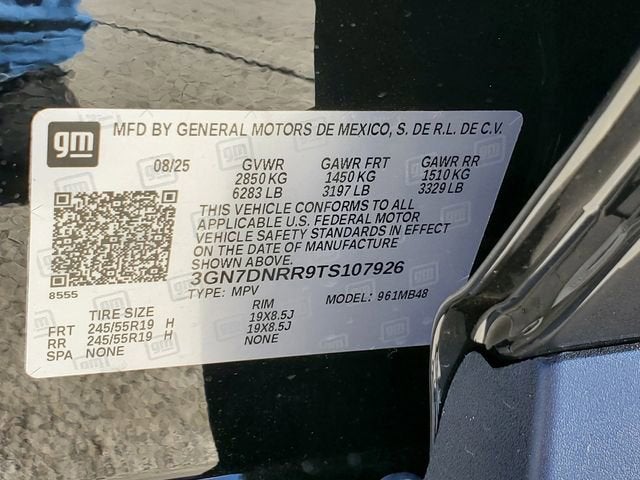 gm
MFD BY GENERAL MOTORS DE MEXICO, S. DE R.L. DE C.V.
08/25 GVWR GAWR FRT GAWR RR
2850 KG 1450 KG 1510 KG
6283 LB 3197 LB 3329 LB
THIS VEHICLE CONFORMS TO ALL
APPLICABLE U.S. FEDERAL MOTOR
VEHICLE SAFETY STANDARDS IN EFFECT
ON THE DATE OF MANUFACTURE
SHOWN ABOVE.
3GN7DNRR9TS107926
8555 TYPE: MPV MODEL: 961MB48
TIRE SIZE RIM
FRT 245/55R19 H 19X8.5J
RR 245/55R19 H 19X8.5J
SPA NONE NONE